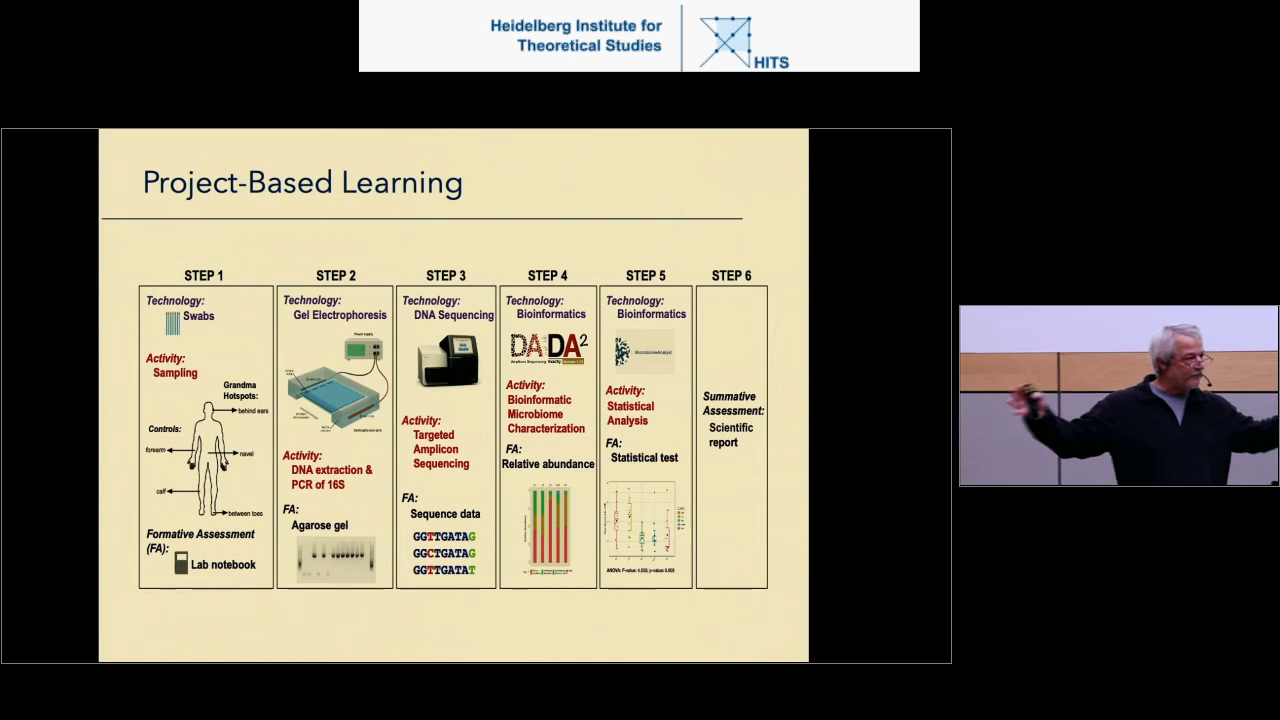 Heidelberg Institute for
Theoretical Studies
HITS
Project-Based Learning
STEP 1
Technology:
Swabs
Activity:
Sampling
Grandma
Hotspots:
behind ears
Controls:
forearm
navel
calf
between toes
Formative Assessment
(FA):
Lab notebook
STEP 2
Technology:
Gel Electrophoresis
Power supply
Activity:
DNA extraction &
PCR of 16S
FA:
Agarose gel
STEP 3
Technology:
DNA Sequencing
Activity:
Targeted
Amplicon
Sequencing
FA:
Sequence data
GGTTGATAG
GGCTGATAG
GGTTGATAT
STEP 4
Technology:
Bioinformatics
DADA2
Activity:
Bioinformatic
Microbiome
Characterization
FA:
Relative abundance
STEP 5
Technology:
Bioinformatics
MicrobiomeAnalyst
Activity:
Statistical
Analysis
FA:
Statistical test
STEP 6
Summative
Assessment:
Scientific
report